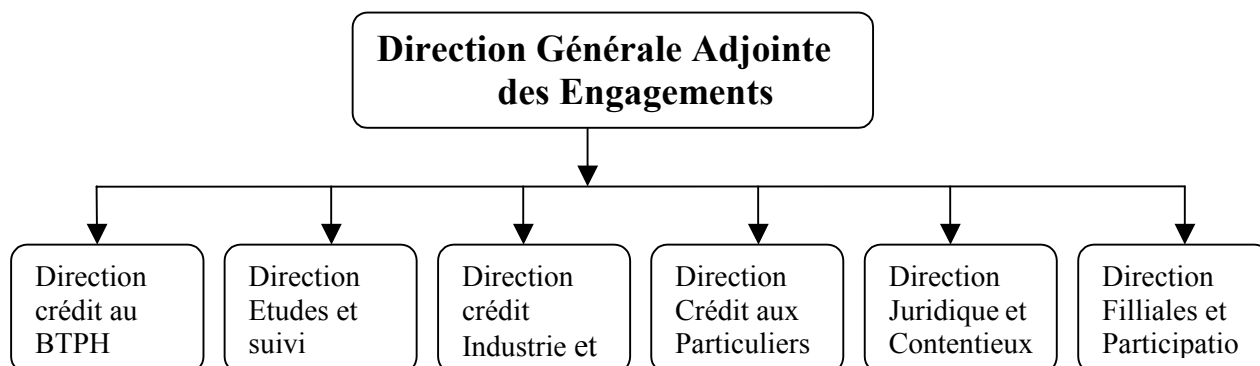 Direction Générale Adjointe
des Engagements
Direction
crédit au
BTPH
Direction
Etudes et
suivi
Direction
crédit
Industrie et
Direction
Crédit aux
Particuliers
Direction
Juridique et
Contentieux
Direction
Filliales et
Participatio